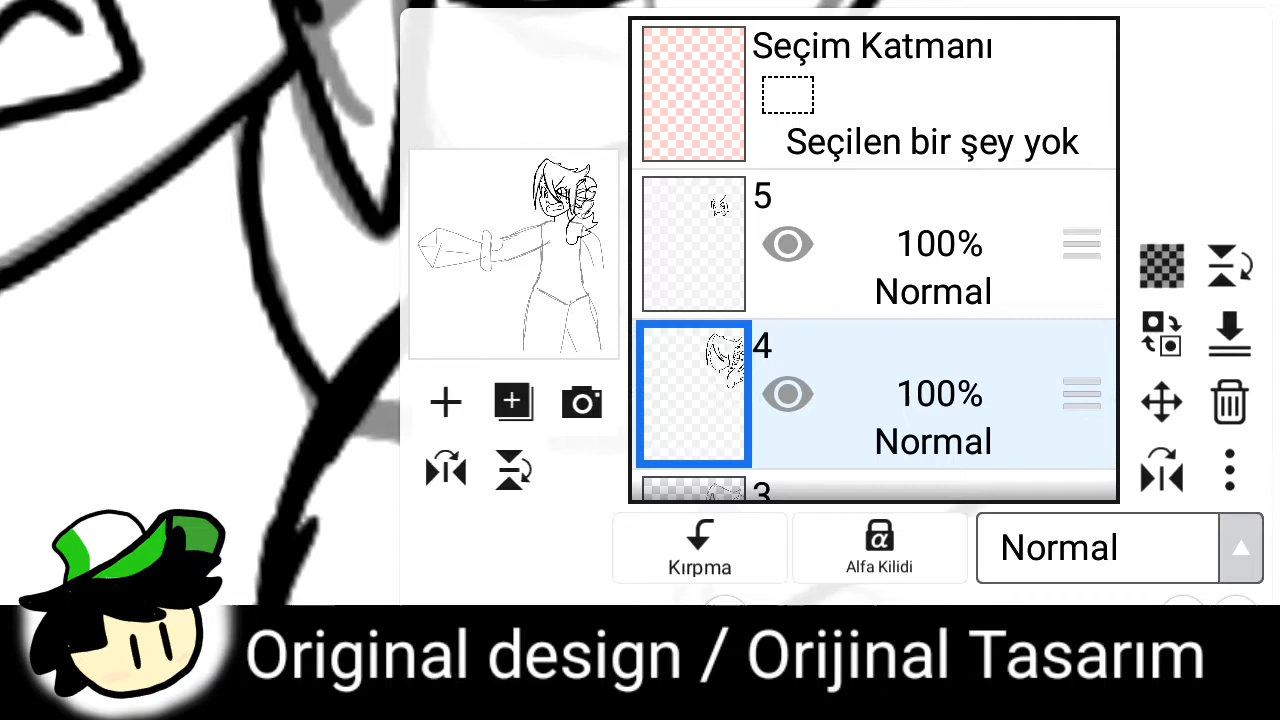 Seçim Katmanı
Seçilen bir şey yok
5
100%
Normal
4
100%
Normal
3
Kırpma
Alfa Kilidi
Normal
Original design / Orijinal Tasarım